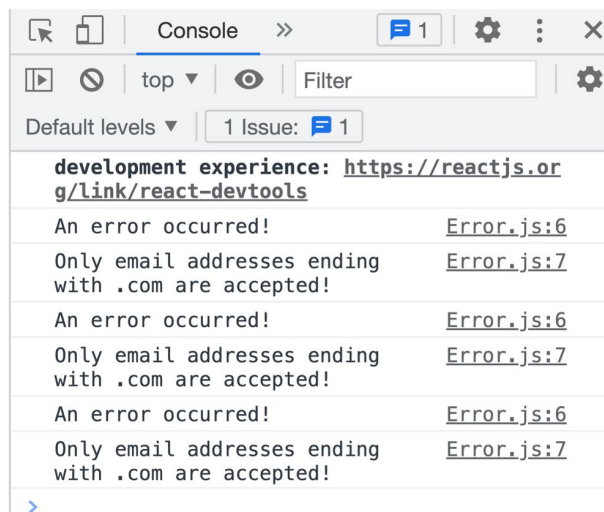 Console
1
top
Filter
Default levels
1 Issue: 1
development experience: https://reactjs.or
g/link/react-devtools
An error occurred! Error.js:6
Only email addresses ending Error.js:7
with .com are accepted!
An error occurred! Error.js:6
Only email addresses ending Error.js:7
with .com are accepted!
An error occurred! Error.js:6
Only email addresses ending Error.js:7
with .com are accepted!